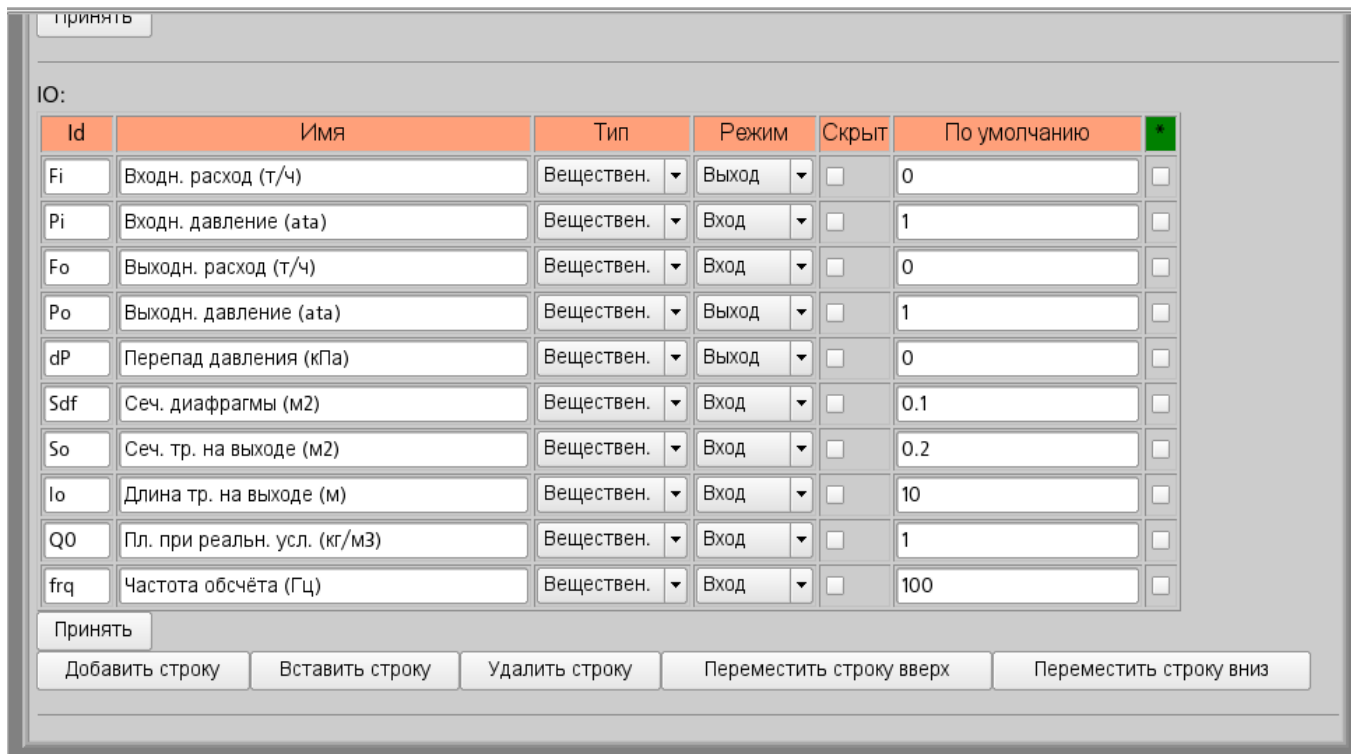 Принять
IO:
Id Имя Тип Режим Скрыт По умолчанию *
Fi Входн. расход (т/ч) Веществен. Выход 0
Pi Входн. давление (ata) Веществен. Вход 1
Fo Выходн. расход (т/ч) Веществен. Вход 0
Po Выходн. давление (ata) Веществен. Выход 1
dP Перепад давления (кПа) Веществен. Выход 0
Sdf Сеч. диафрагмы (м2) Веществен. Вход 0.1
So Сеч. тр. на выходе (м2) Веществен. Вход 0.2
lo Длина тр. на выходе (м) Веществен. Вход 10
Q0 Пл. при реальн. усл. (кг/м3) Веществен. Вход 1
frq Частота обсчёта (Гц) Веществен. Вход 100
Принять
Добавить строку Вставить строку Удалить строку Переместить строку вверх Переместить строку вниз